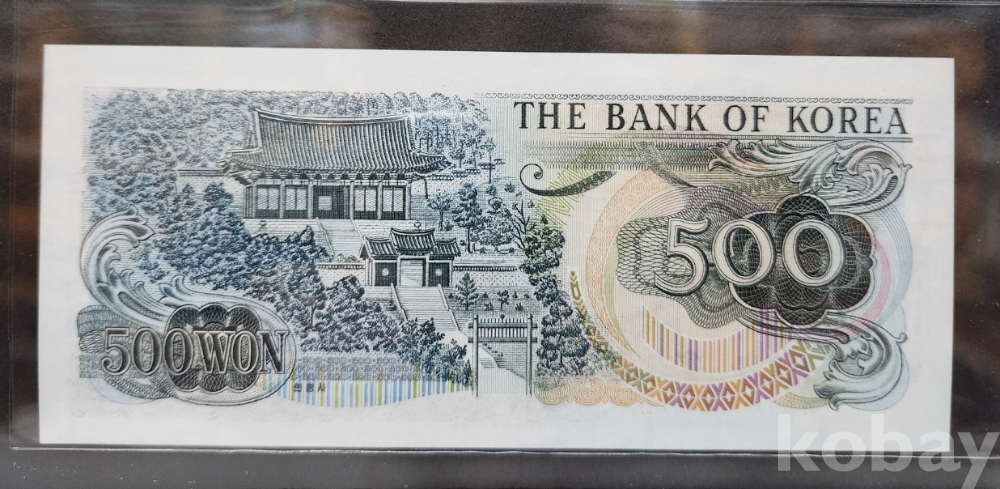 THE BANK OF KOREA
500
500 WON
현충사
kobay